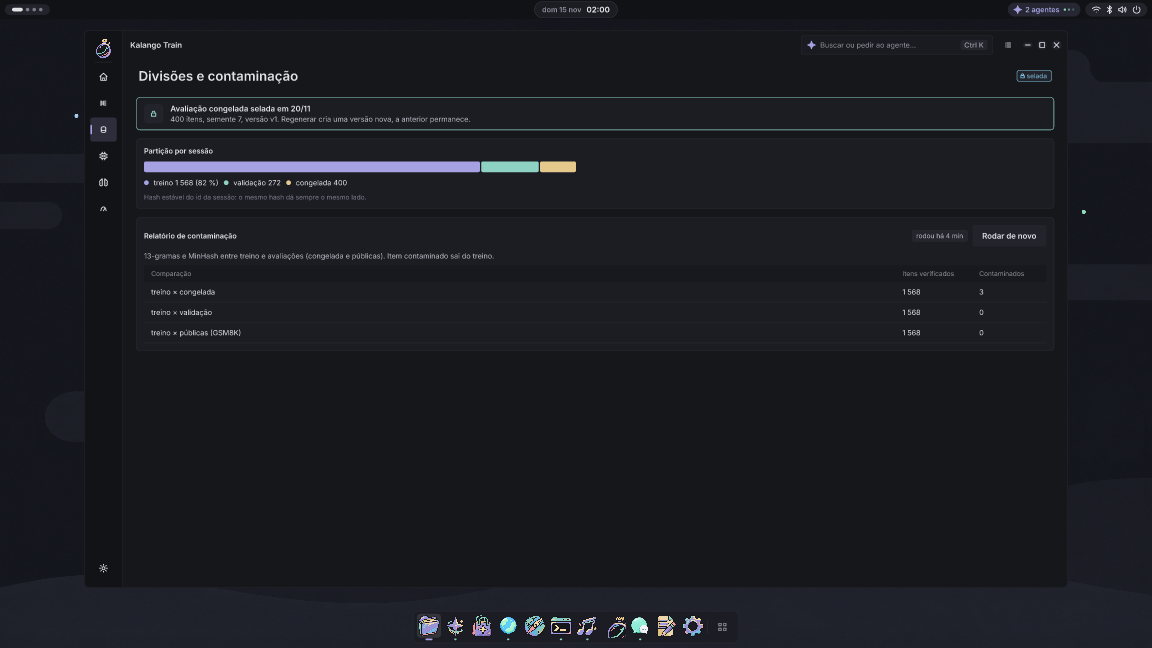 dom 15 nov 02:00
2 agentes
Kalango Train
Buscar ou pedir ao agente...
Ctrl K
Divisões e contaminação
selada
Avaliação congelada selada em 20/11
400 itens, semente 7, versão v1. Regenerar cria uma versão nova, a anterior permanece.
Partição por sessão
treino 1 568 (82 %) validação 272 congelada 400
Hash estável do id da sessão: o mesmo hash dá sempre o mesmo lado.
Relatório de contaminação
rodou há 4 min
Rodar de novo
13-gramas e MinHash entre treino e avaliações (congelada e públicas). Item contaminado sai do treino.
Comparação Itens verificados Contaminados
treino × congelada 1 568 3
treino × validação 1 568 0
treino × públicas (GSM8K) 1 568 0